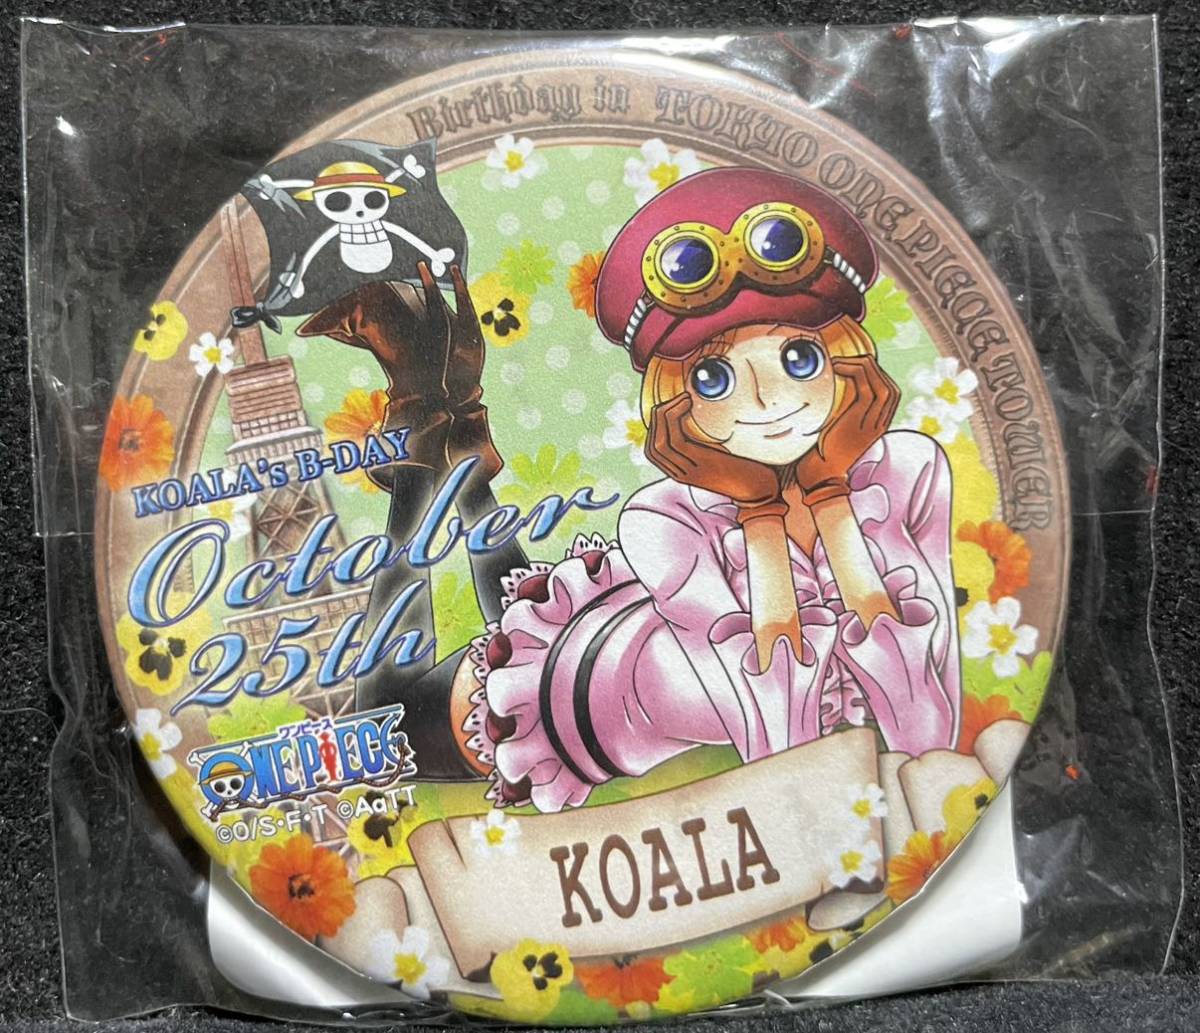 Birthday in TOKYO ONE PIECE TOWER
KOALA's B-DAY
October
25th
ワンピース
ONE PIECE
©O/S・F・T ©AaTT
KOALA